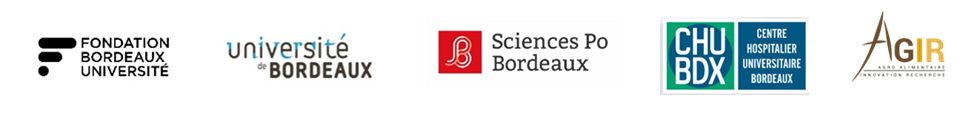 FONDATION
BORDEAUX
UNIVERSITÉ
université
de BORDEAUX
B
Sciences Po
Bordeaux
CHU
BDX
CENTRE
HOSPITALIER
UNIVERSITAIRE
BORDEAUX
AGIR
AGRO ALIMENTAIRE
INNOVATION RECHERCHE